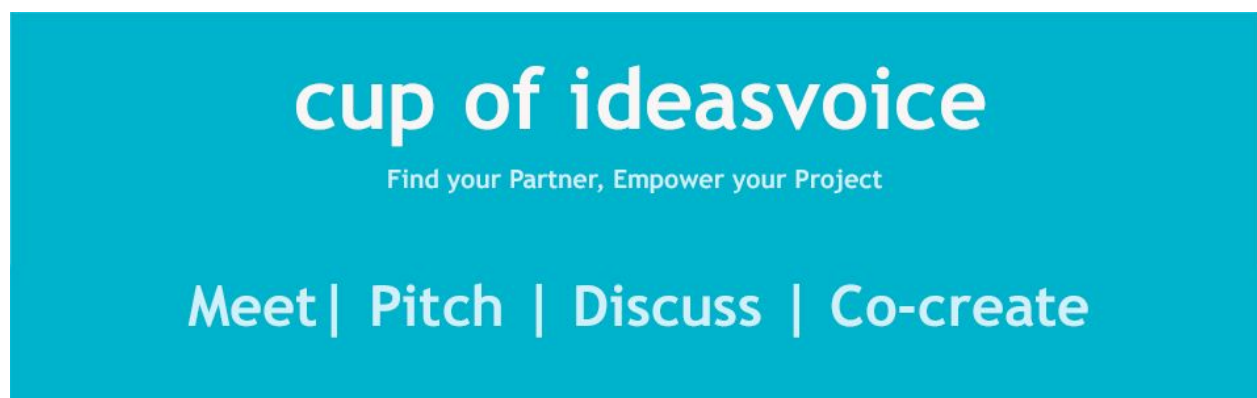 cup of ideasvoice
Find your Partner, Empower your Project
Meet| Pitch | Discuss | Co-create